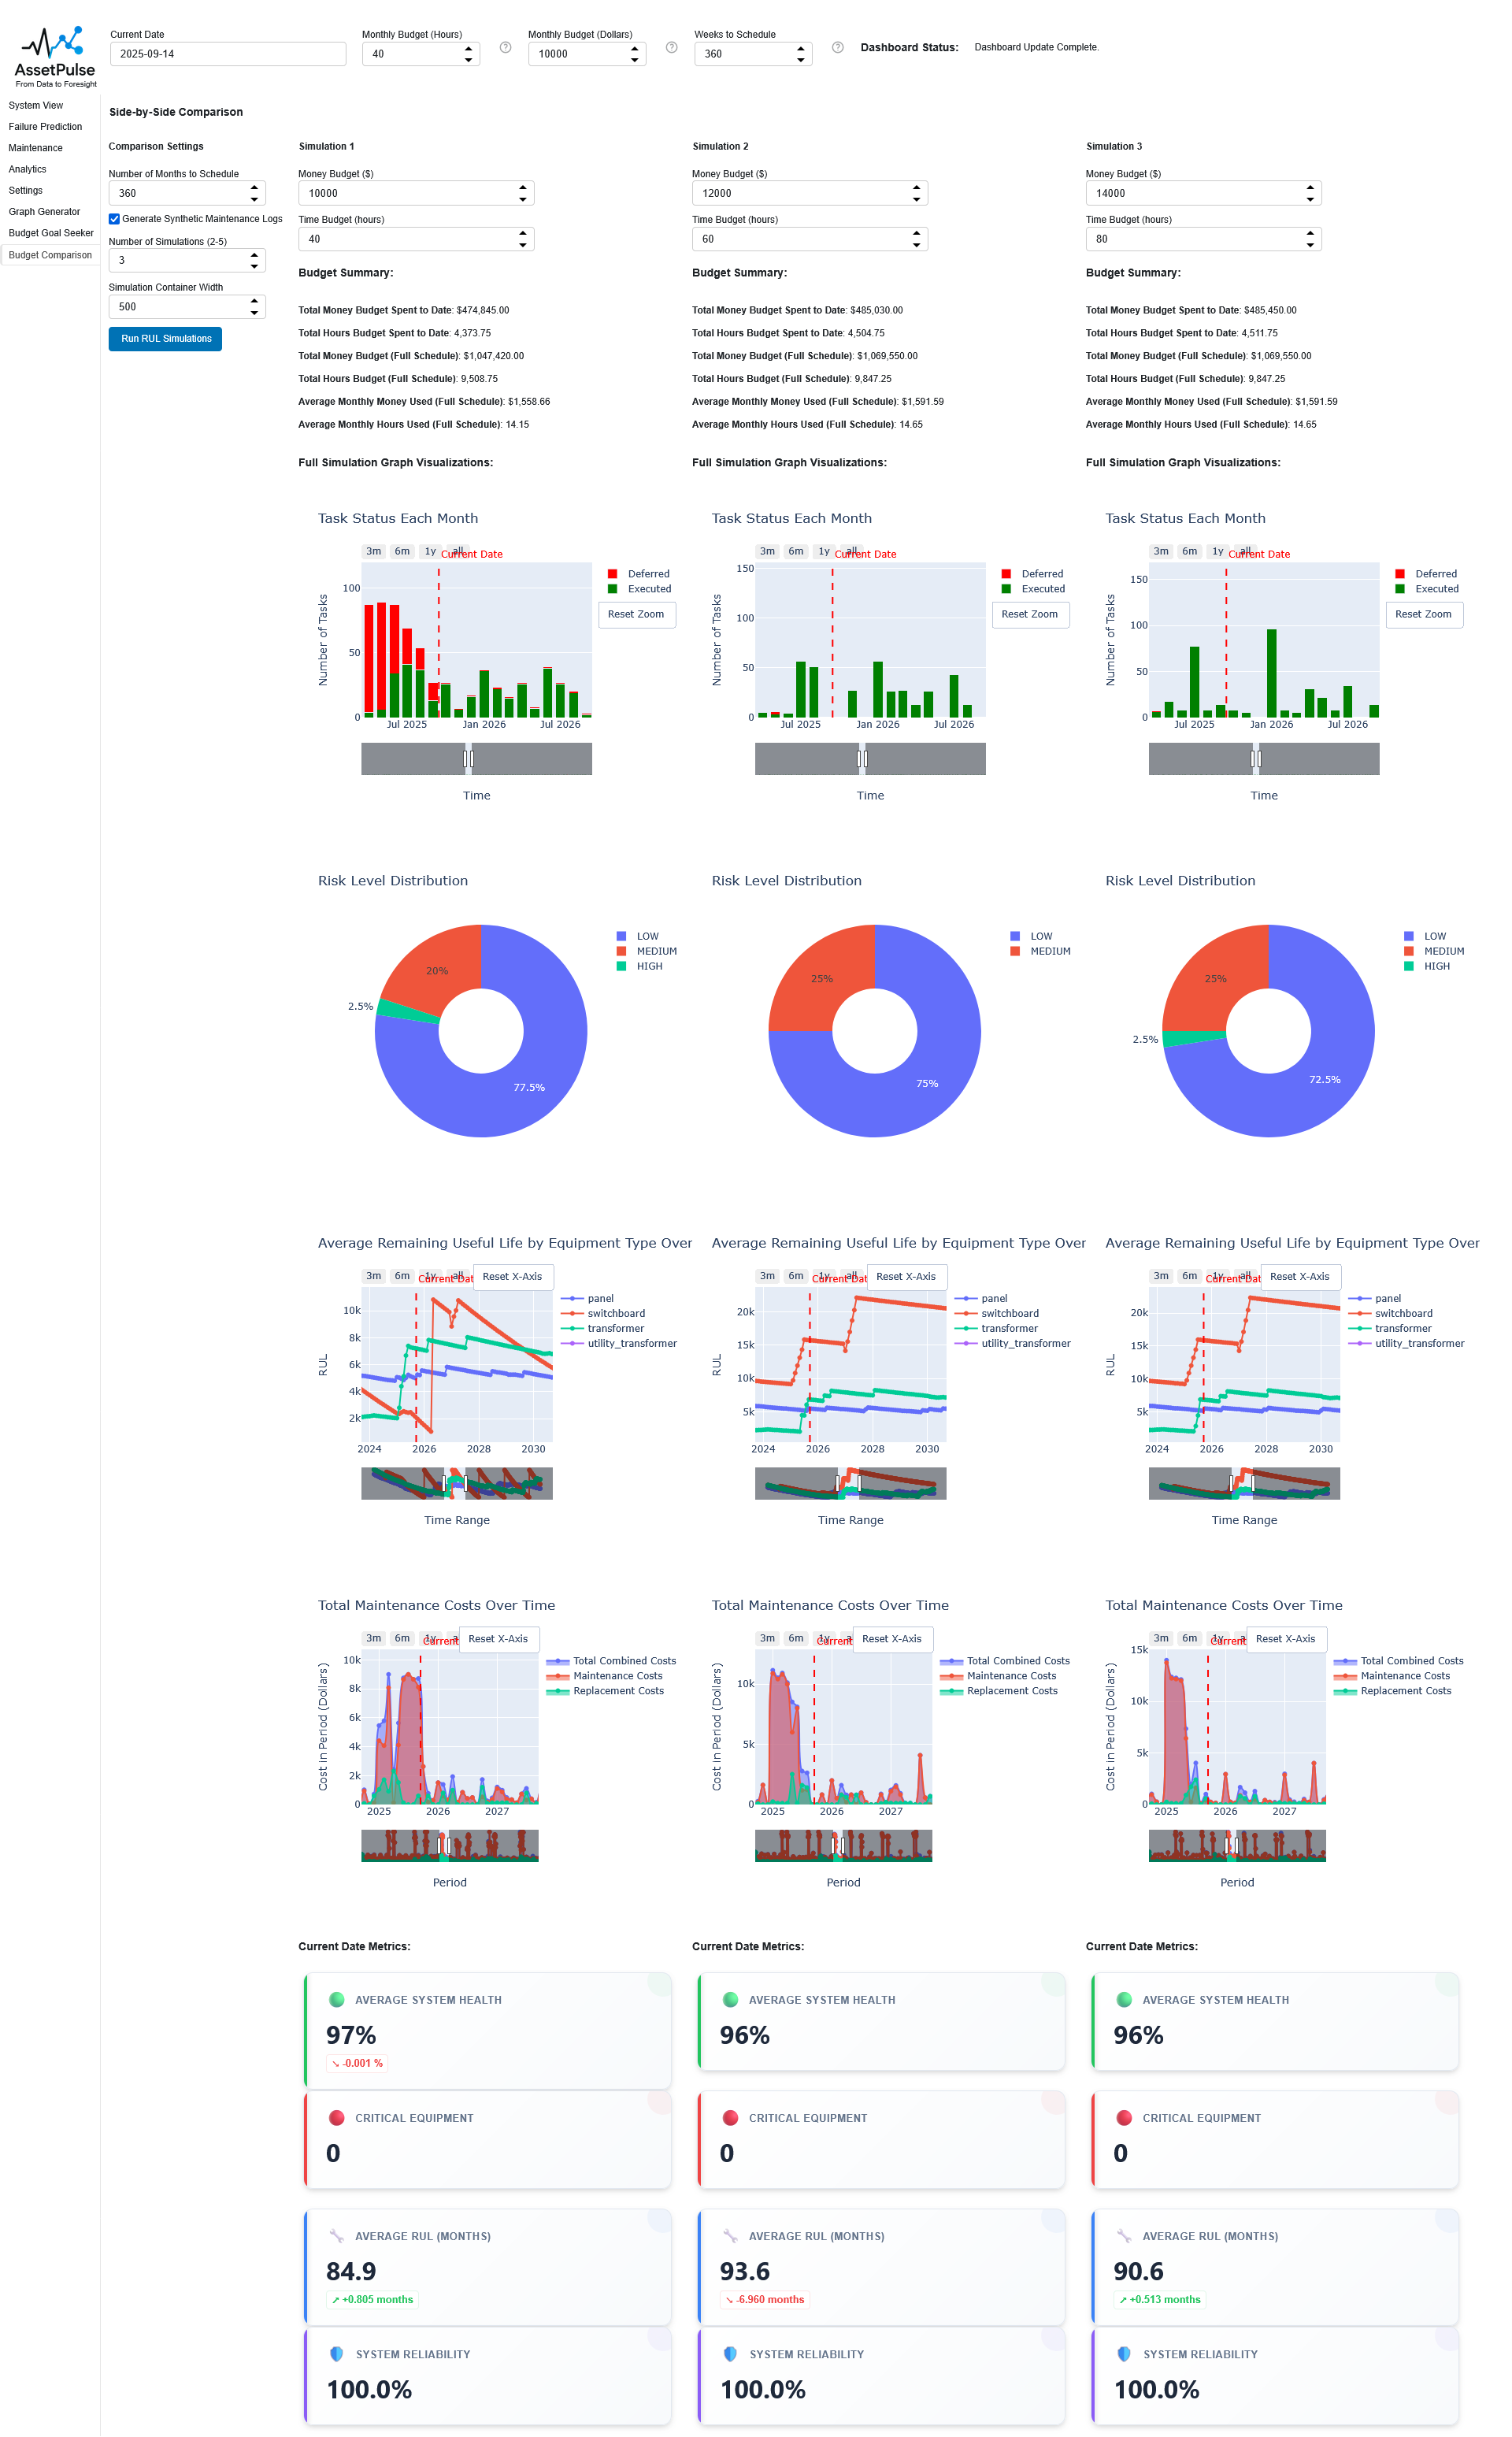 AssetPulse
From Data to Foresight
Current Date
2025-09-14
Monthly Budget (Hours)
40
Monthly Budget (Dollars)
10000
Weeks to Schedule
360
Dashboard Status:
Dashboard Update Complete.
System View
Failure Prediction
Maintenance
Analytics
Settings
Graph Generator
Budget Goal Seeker
Budget Comparison
Side-by-Side Comparison
Comparison Settings
Number of Months to Schedule
360
Generate Synthetic Maintenance Logs
Number of Simulations (2-5)
3
Simulation Container Width
500
Run RUL Simulations
Simulation 1
Money Budget ($)
10000
Time Budget (hours)
40
Budget Summary:
Total Money Budget Spent to Date: $474,845.00
Total Hours Budget Spent to Date: 4,373.75
Total Money Budget (Full Schedule): $1,047,420.00
Total Hours Budget (Full Schedule): 9,508.75
Average Monthly Money Used (Full Schedule): $1,558.66
Average Monthly Hours Used (Full Schedule): 14.15
Full Simulation Graph Visualizations:
Task Status Each Month
3m 6m 1y all
Current Date
Deferred
Executed
Reset Zoom
Number of Tasks
100
50
0
Jul 2025 Jan 2026 Jul 2026
Time
Risk Level Distribution
LOW
MEDIUM
HIGH
20%
2.5%
77.5%
Average Remaining Useful Life by Equipment Type Over
3m 6m 1y all
Current Dat
Reset X-Axis
panel
switchboard
transformer
utility_transformer
RUL
10k
8k
6k
4k
2k
2024 2026 2028 2030
Time Range
Total Maintenance Costs Over Time
3m 6m 1y a
Current
Reset X-Axis
Total Combined Costs
Maintenance Costs
Replacement Costs
Cost in Period (Dollars)
10k
8k
6k
4k
2k
0
2025 2026 2027
Period
Current Date Metrics:
AVERAGE SYSTEM HEALTH
97%
↘ -0.001 %
CRITICAL EQUIPMENT
0
AVERAGE RUL (MONTHS)
84.9
↗ +0.805 months
SYSTEM RELIABILITY
100.0%
Simulation 2
Money Budget ($)
12000
Time Budget (hours)
60
Budget Summary:
Total Money Budget Spent to Date: $485,030.00
Total Hours Budget Spent to Date: 4,504.75
Total Money Budget (Full Schedule): $1,069,550.00
Total Hours Budget (Full Schedule): 9,847.25
Average Monthly Money Used (Full Schedule): $1,591.59
Average Monthly Hours Used (Full Schedule): 14.65
Full Simulation Graph Visualizations:
Task Status Each Month
3m 6m 1y all
Current Date
Deferred
Executed
Reset Zoom
Number of Tasks
150
100
50
0
Jul 2025 Jan 2026 Jul 2026
Time
Risk Level Distribution
LOW
MEDIUM
25%
75%
Average Remaining Useful Life by Equipment Type Over
3m 6m 1y all
Current Dat
Reset X-Axis
panel
switchboard
transformer
utility_transformer
RUL
20k
15k
10k
5k
2024 2026 2028 2030
Time Range
Total Maintenance Costs Over Time
3m 6m 1y a
Current
Reset X-Axis
Total Combined Costs
Maintenance Costs
Replacement Costs
Cost in Period (Dollars)
10k
5k
0
2025 2026 2027
Period
Current Date Metrics:
AVERAGE SYSTEM HEALTH
96%
CRITICAL EQUIPMENT
0
AVERAGE RUL (MONTHS)
93.6
↘ -6.960 months
SYSTEM RELIABILITY
100.0%
Simulation 3
Money Budget ($)
14000
Time Budget (hours)
80
Budget Summary:
Total Money Budget Spent to Date: $485,450.00
Total Hours Budget Spent to Date: 4,511.75
Total Money Budget (Full Schedule): $1,069,550.00
Total Hours Budget (Full Schedule): 9,847.25
Average Monthly Money Used (Full Schedule): $1,591.59
Average Monthly Hours Used (Full Schedule): 14.65
Full Simulation Graph Visualizations:
Task Status Each Month
3m 6m 1y all
Current Date
Deferred
Executed
Reset Zoom
Number of Tasks
150
100
50
0
Jul 2025 Jan 2026 Jul 2026
Time
Risk Level Distribution
LOW
MEDIUM
HIGH
25%
2.5%
72.5%
Average Remaining Useful Life by Equipment Type Over
3m 6m 1y all
Current Dat
Reset X-Axis
panel
switchboard
transformer
utility_transformer
RUL
20k
15k
10k
5k
2024 2026 2028 2030
Time Range
Total Maintenance Costs Over Time
3m 6m 1y a
Current
Reset X-Axis
Total Combined Costs
Maintenance Costs
Replacement Costs
Cost in Period (Dollars)
15k
10k
5k
0
2025 2026 2027
Period
Current Date Metrics:
AVERAGE SYSTEM HEALTH
96%
CRITICAL EQUIPMENT
0
AVERAGE RUL (MONTHS)
90.6
↗ +0.513 months
SYSTEM RELIABILITY
100.0%